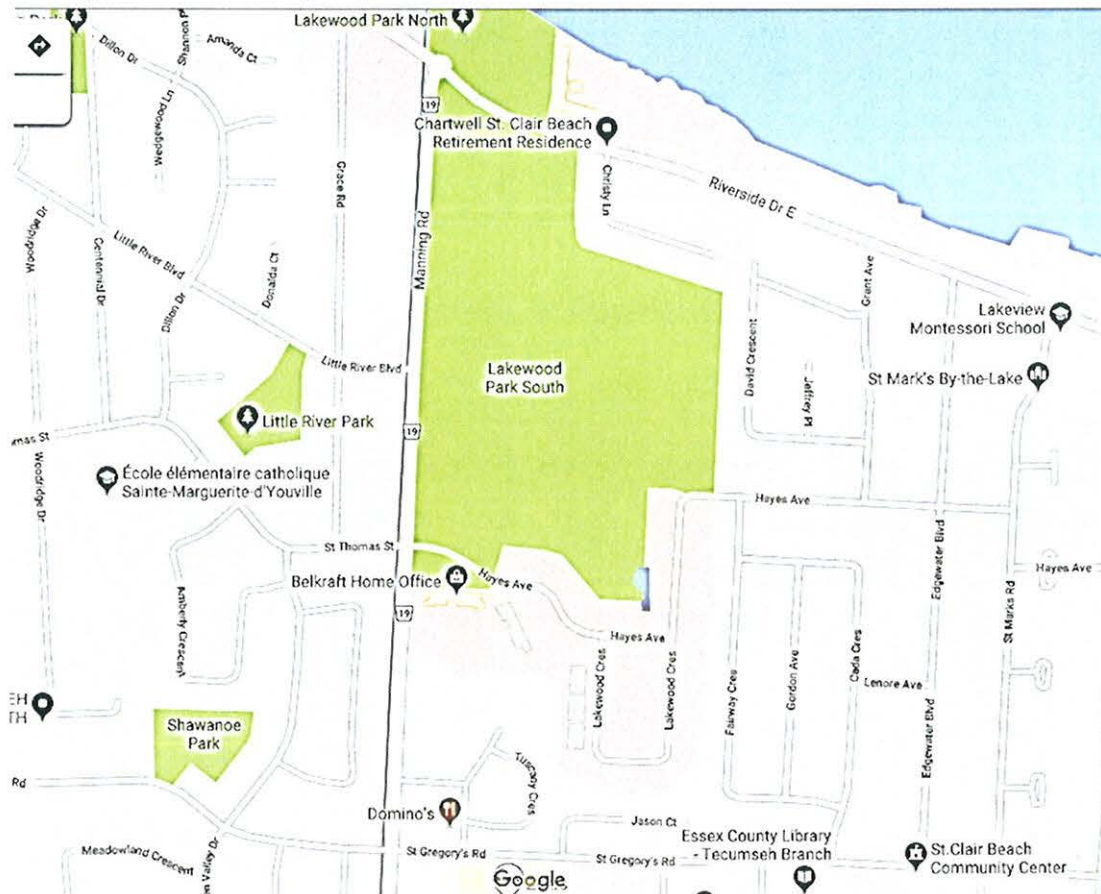 Lakewood Park North
Dillon Dr
Shannon
Amanda Ct
19
Wedgewood Ln
Chartwell St. Clair Beach
Retirement Residence
Grace Rd
Manning Rd
Christy Ln
Riverside Dr E
Woodridge Dr
Centennial Dr
Little River Blvd
Dillon Dr
Donalda Ct
Grant Ave
Lakeview
Montessori School
Little River Blvd
Lakewood
Park South
David Crescent
Jeffrey Pl
St Mark's By-the-Lake
Little River Park
19
École élémentaire catholique
Sainte-Marguerite-d'Youville
Woodridge Dr
Hayes Ave
St Thomas St
Edgewater Blvd
Belkraft Home Office
Hayes Ave
Hayes Ave
Amberly Crescent
19
St Marks Rd
Hayes Ave
Lakewood Cres
Lakewood Cres
Fairway Cres
Gordon Ave
Cada Cres
Lenore Ave
Shawanoe
Park
Edgewater Blvd
Rd
Tuscany Cres
Domino's
Jason Ct
Essex County Library
- Tecumseh Branch
St.Clair Beach
Community Center
Meadowland Crescent
Valley Dr
St Gregory's Rd
St Gregory's Rd
Google